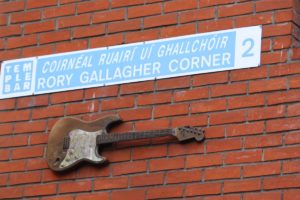 TEMPLE BAR
COIRNÉAL RUAIRÍ UÍ GHALLCHÓIR
RORY GALLAGHER CORNER
2